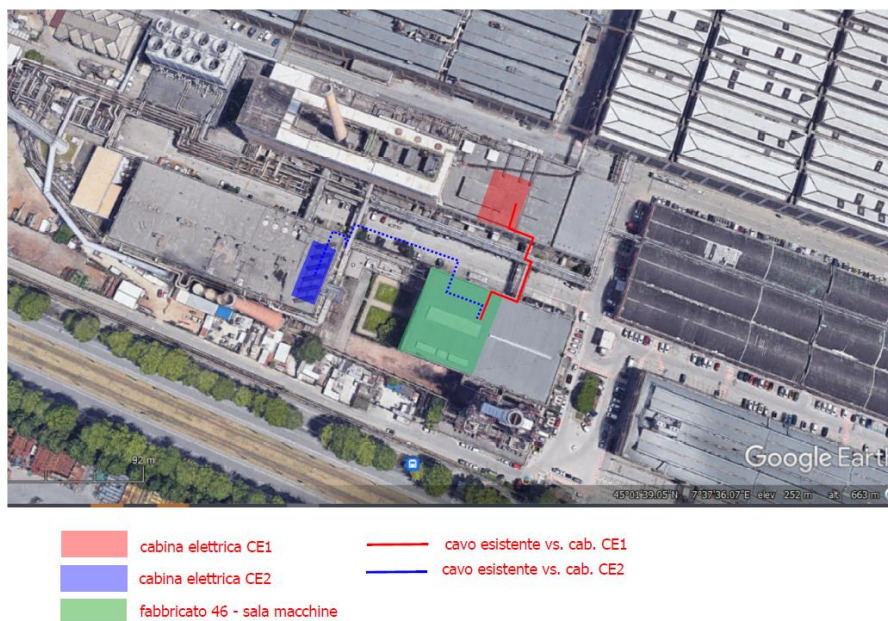 92 m
Google Earth
45°01'39.05"N 7°37'36.07"E elev 252 m alt 663 m
cabina elettrica CE1
cavo esistente vs. cab. CE1
cabina elettrica CE2
cavo esistente vs. cab. CE2
fabbricato 46 - sala macchine